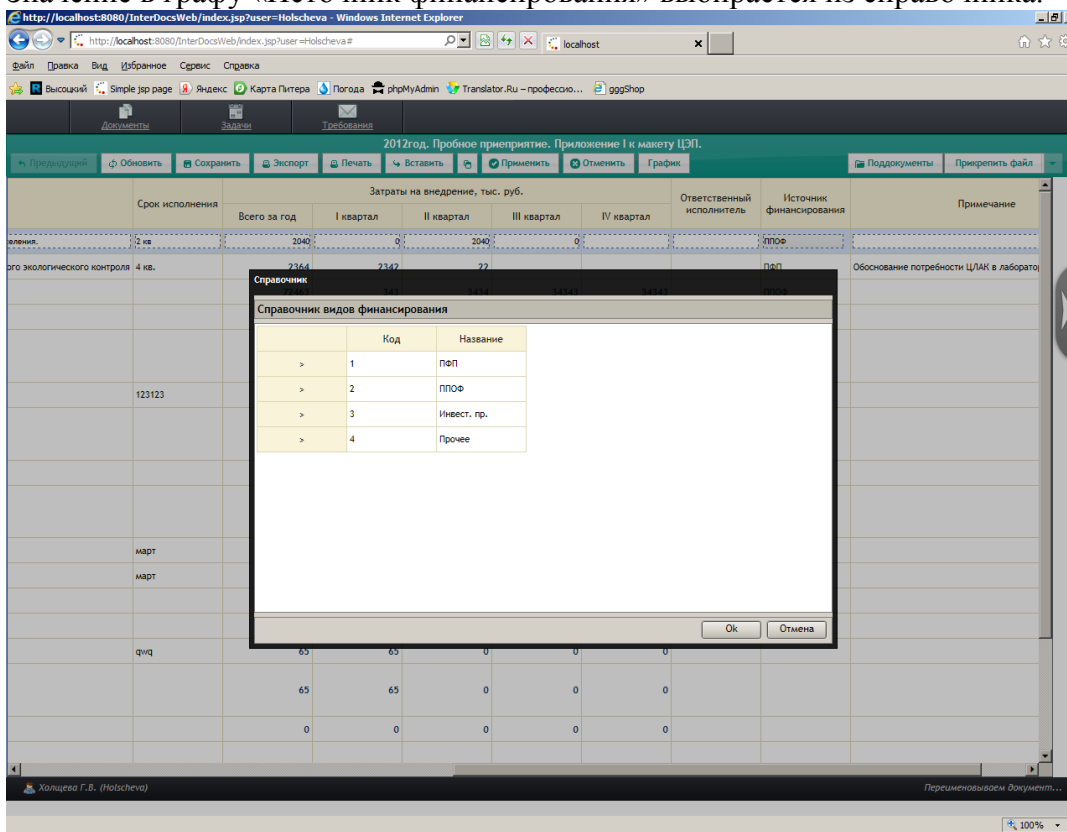 Значение в графу «Источник финансирования» выбирается из справочника.
http://localhost:8080/InterDocsWeb/index.jsp?user=Holscheva - Windows Internet Explorer
http://localhost:8080/InterDocsWeb/index.jsp?user=Holscheva#
localhost
Файл Правка Вид Избранное Сервис Справка
Высоцкий Simple jsp page Яндекс Карта Питера Погода phpMyAdmin Translator.Ru – профессио... gggShop
Документы Задачи Требования
2012год. Пробное приеприятие. Приложение I к макету ЦЭП.
Предыдущий Обновить Сохранить Экспорт Печать Вставить Применить Отменить График Поддокументы Прикрепить файл
Срок исполнения Затраты на внедрение, тыс. руб. Ответственный исполнитель Источник финансирования Примечание
Всего за год I квартал II квартал III квартал IV квартал
еления. 2 кв 2040 0 2040 0 ППОФ
ого экологического контроля 4 кв. 2364 2342 22 ПФП Обоснование потребности ЦЛАК в лаборатор
72463 343 3434 34343 34343 ППОФ
Справочник
Справочник видов финансирования
Код Название
> 1 ПФП
> 2 ППОФ
> 3 Инвест. пр.
> 4 Прочее
123123
март
март
Ok Отмена
qwq 65 65 0 0 0
65 65 0 0 0
0 0 0 0 0
Холщева Г.В. (Holscheva) Переименовываем документ...
100%